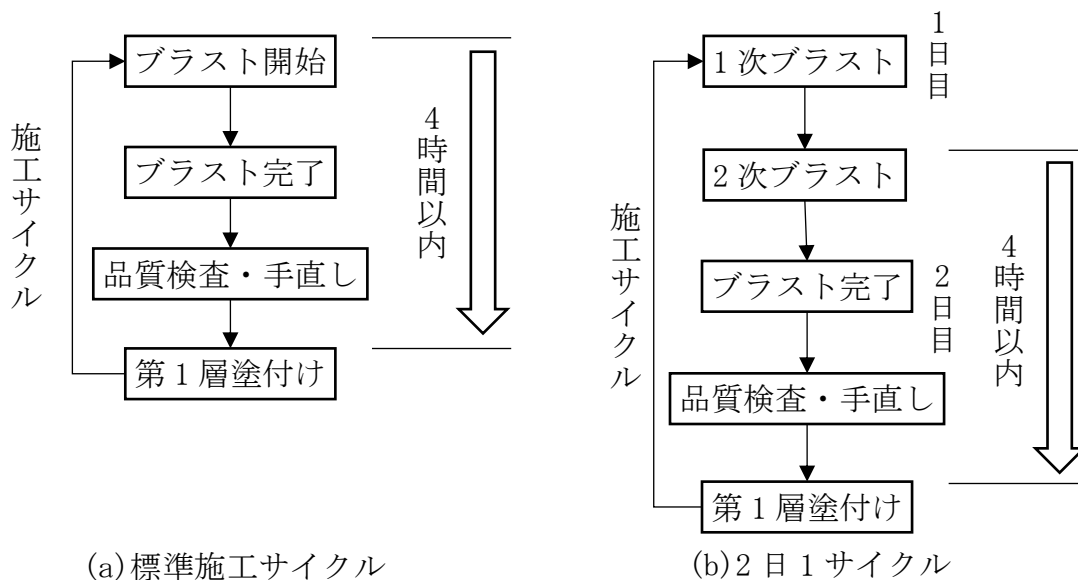 ブラスト開始
ブラスト完了
品質検査・手直し
第1層塗付け
施工サイクル
4時間以内
(a)標準施工サイクル
1次ブラスト
2次ブラスト
ブラスト完了
品質検査・手直し
第1層塗付け
施工サイクル
1日目
2日目
4時間以内
(b)2日1サイクル